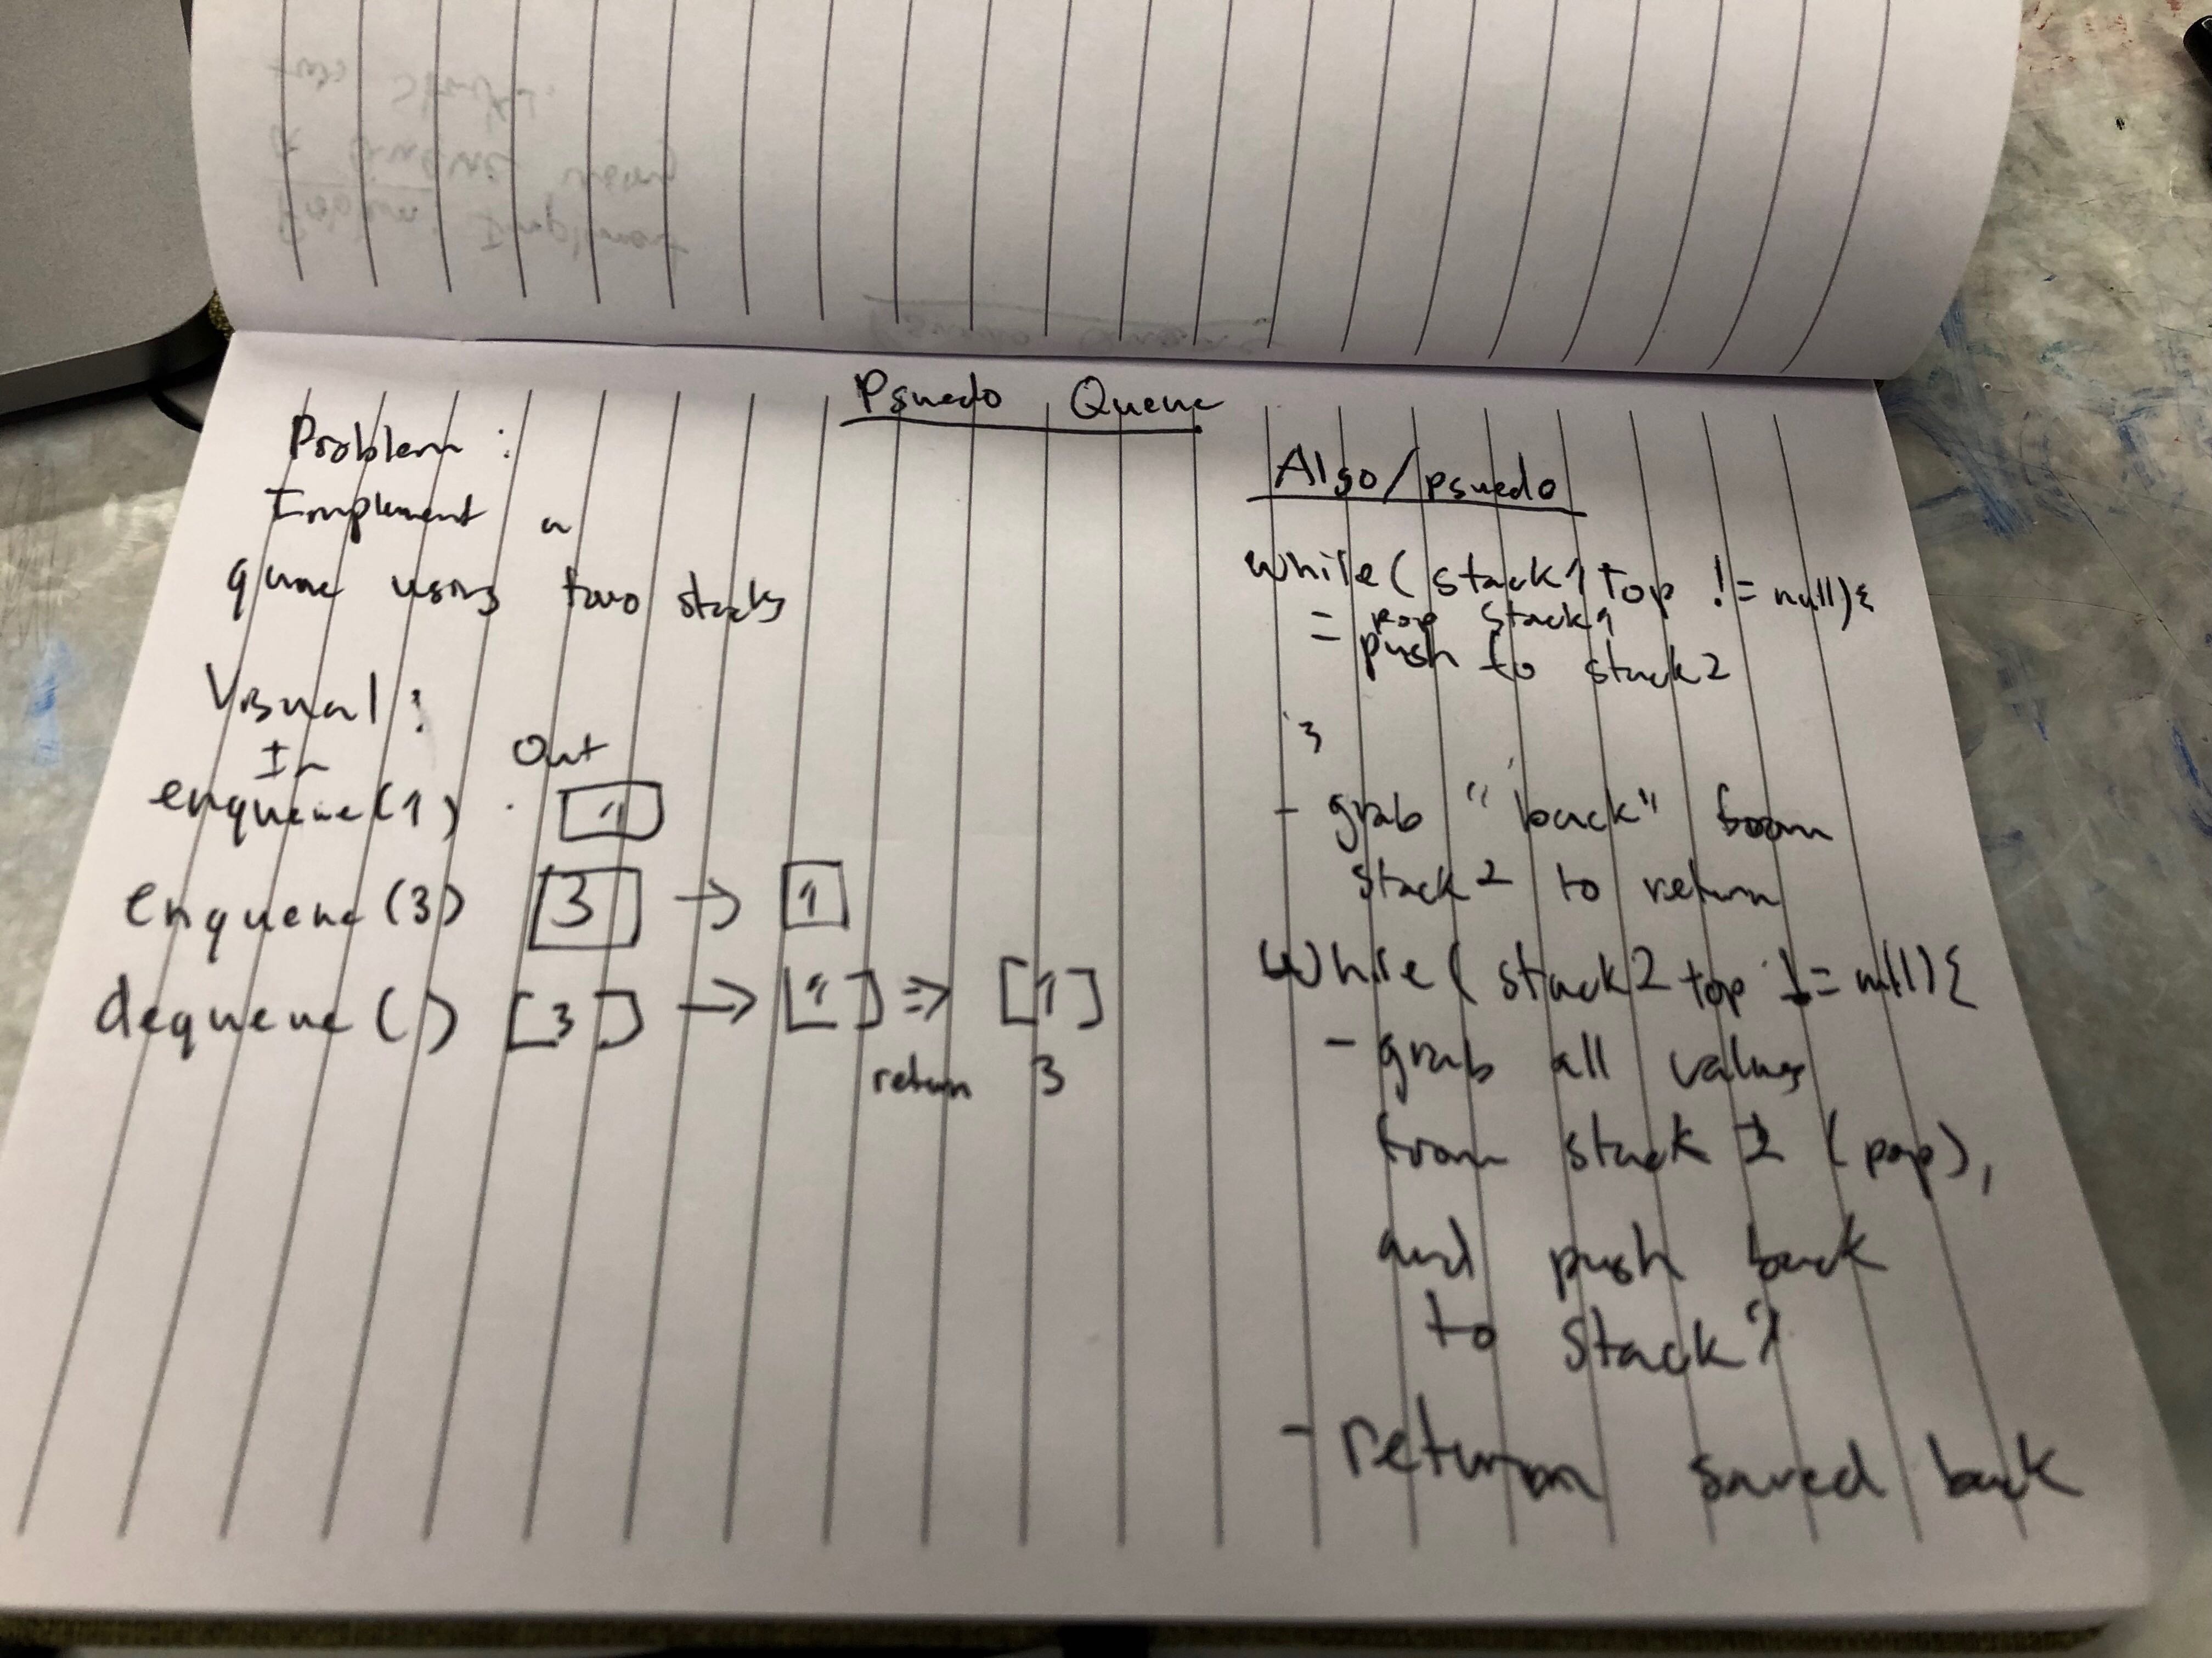 Psuedo Queue
Problem :
Implement a
queue using two stacks
Visual :
In Out
enqueue(1) 1
enqueue(3) 3 → 1
dequeue() [3] → [1] ⇒ [1]
return 3
Algo/psuedo
while(stack1 top != null){
= pop stack1
= push to stack2
}
- grab "back" from
stack2 to return
While(stack2 top != null){
- grab all values
from stack 2 (pop),
and push back
to stack 1
- return saved back